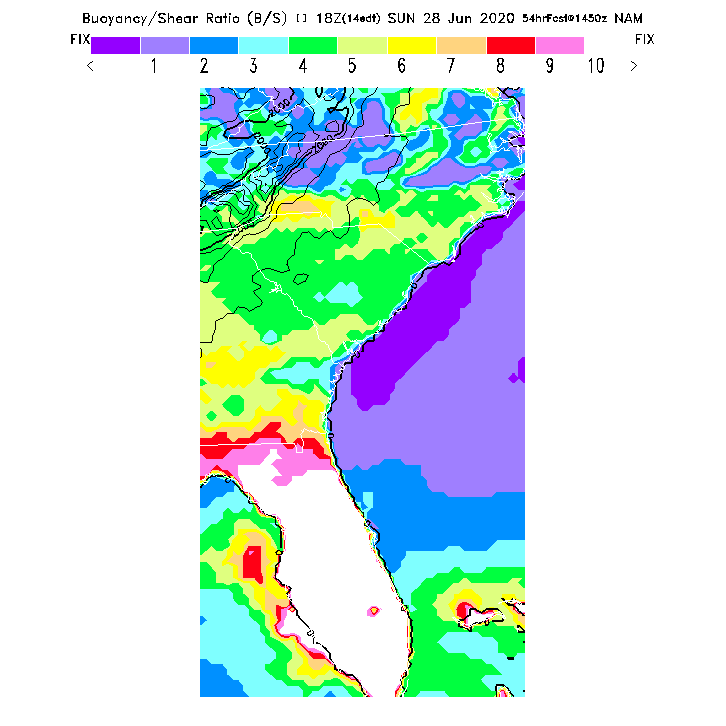 Buoyancy/Shear Ratio (B/S) [] 18Z(14edt) SUN 28 Jun 2020 54hrFcst@1450z NAM
FIX FIX
< 1 2 3 4 5 6 7 8 9 10 >
2600